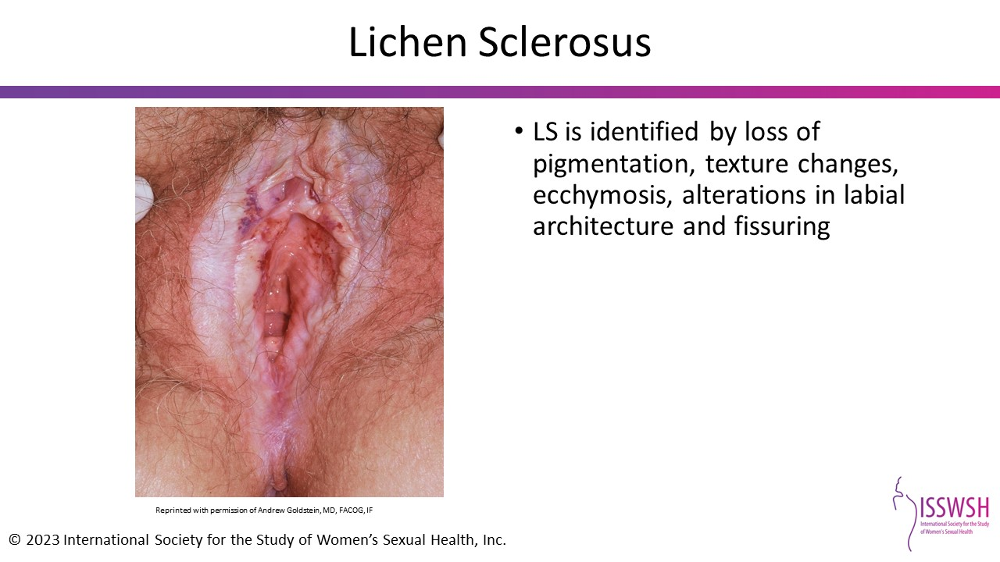 Lichen Sclerosus
• LS is identified by loss of
pigmentation, texture changes,
ecchymosis, alterations in labial
architecture and fissuring
Reprinted with permission of Andrew Goldstein, MD, FACOG, IF
© 2023 International Society for the Study of Women’s Sexual Health, Inc.
ISSWSH
International Society for the Study
of Women's Sexual Health